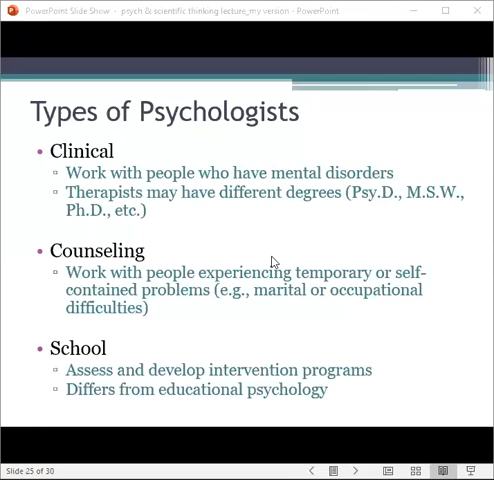 PowerPoint Slide Show - psych & scientific thinking lecture_my version - PowerPoint
Types of Psychologists
• Clinical
▫ Work with people who have mental disorders
▫ Therapists may have different degrees (Psy.D., M.S.W.,
Ph.D., etc.)
• Counseling
▫ Work with people experiencing temporary or self-
contained problems (e.g., marital or occupational
difficulties)
• School
▫ Assess and develop intervention programs
▫ Differs from educational psychology
Slide 25 of 30